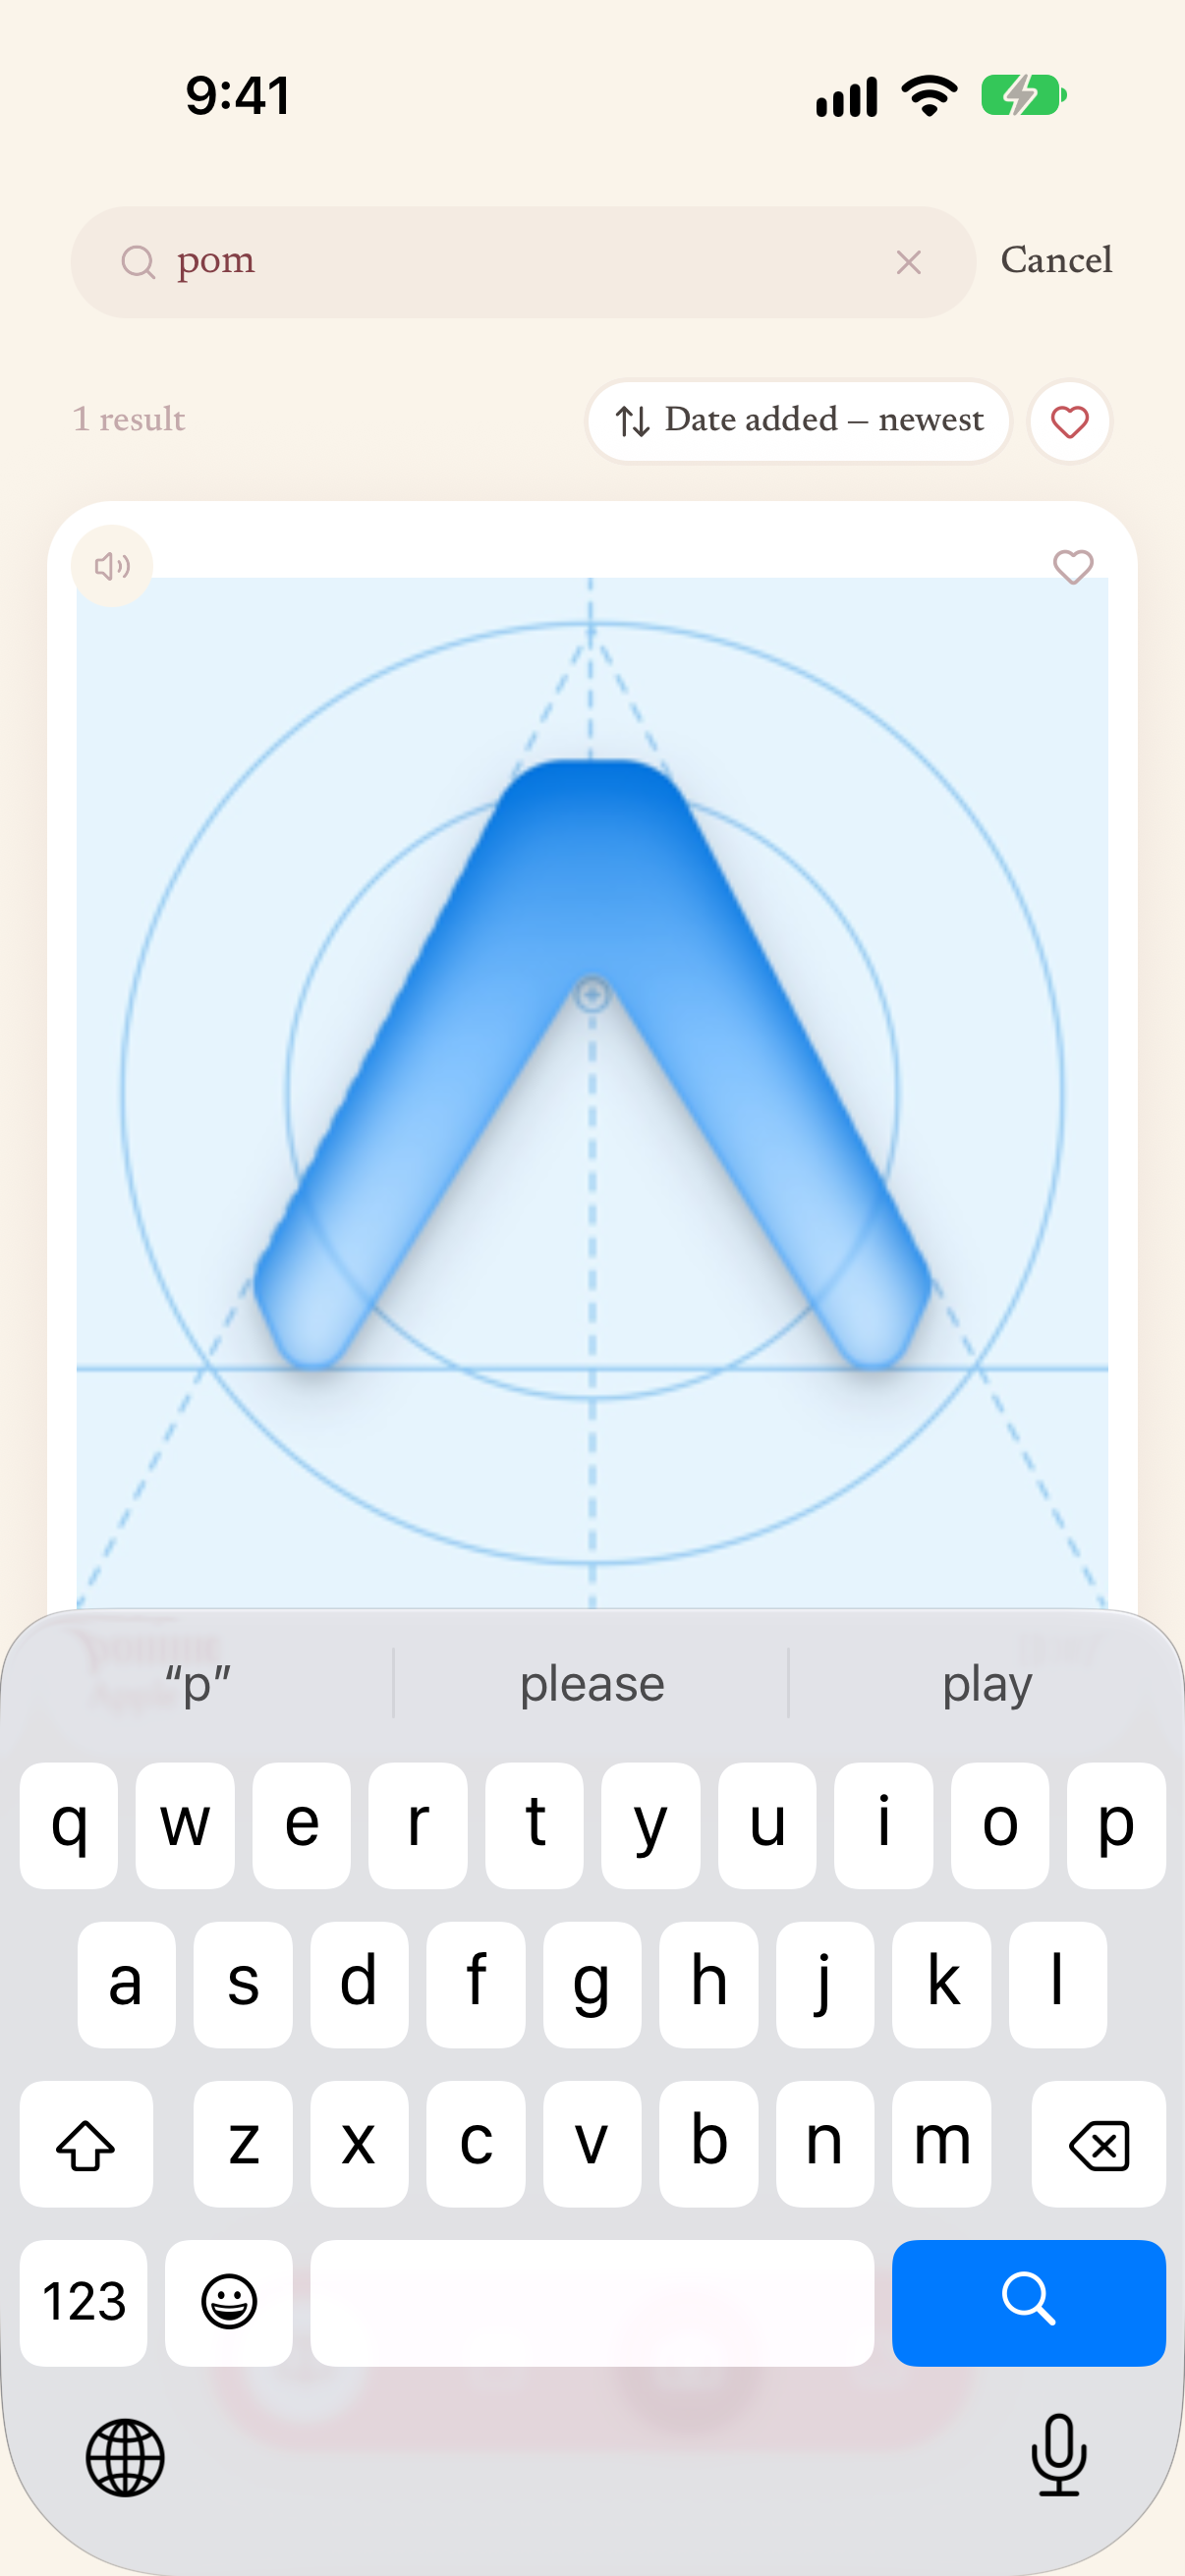 9:41
pom
Cancel
1 result
Date added – newest
“p”
please
play
q w e r t y u i o p
a s d f g h j k l
z x c v b n m
123